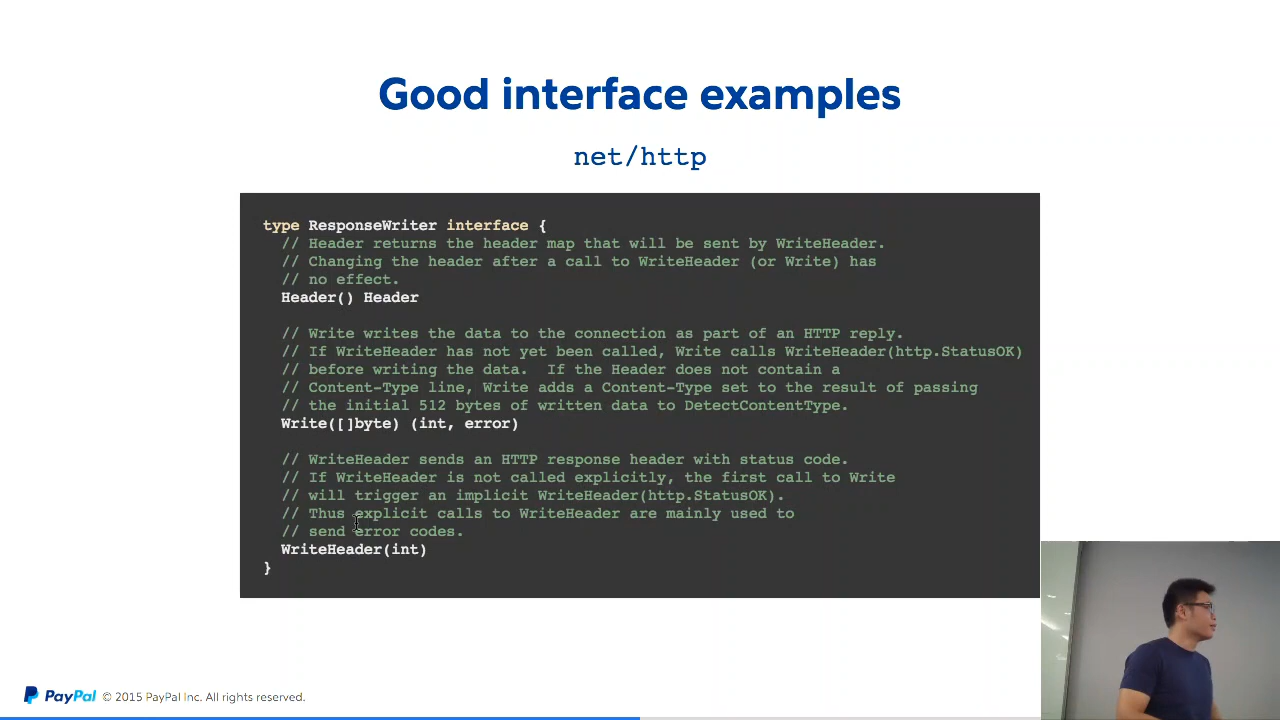 Good interface examples
net/http
type ResponseWriter interface {
// Header returns the header map that will be sent by WriteHeader.
// Changing the header after a call to WriteHeader (or Write) has
// no effect.
Header() Header
// Write writes the data to the connection as part of an HTTP reply.
// If WriteHeader has not yet been called, Write calls WriteHeader(http.StatusOK)
// before writing the data.  If the Header does not contain a
// Content-Type line, Write adds a Content-Type set to the result of passing
// the initial 512 bytes of written data to DetectContentType.
Write([]byte) (int, error)
// WriteHeader sends an HTTP response header with status code.
// If WriteHeader is not called explicitly, the first call to Write
// will trigger an implicit WriteHeader(http.StatusOK).
// Thus explicit calls to WriteHeader are mainly used to
// send error codes.
WriteHeader(int)
}
PayPal © 2015 PayPal Inc. All rights reserved.